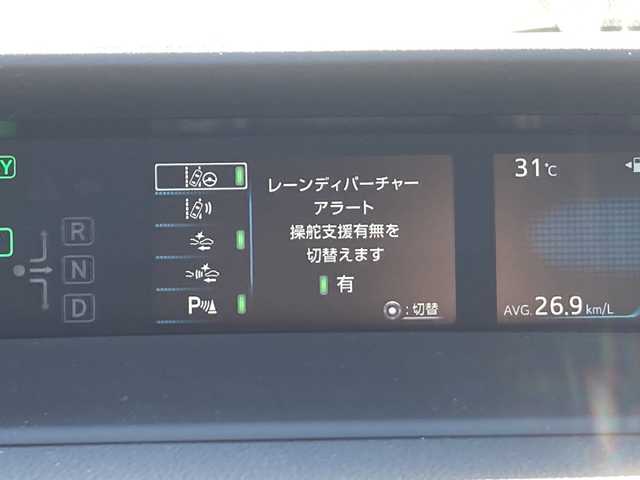 Y
R
N
D
P
レーンディパーチャー
アラート
操舵支援有無を
切替えます
有
:切替
31℃
AVG. 26.9 km/L